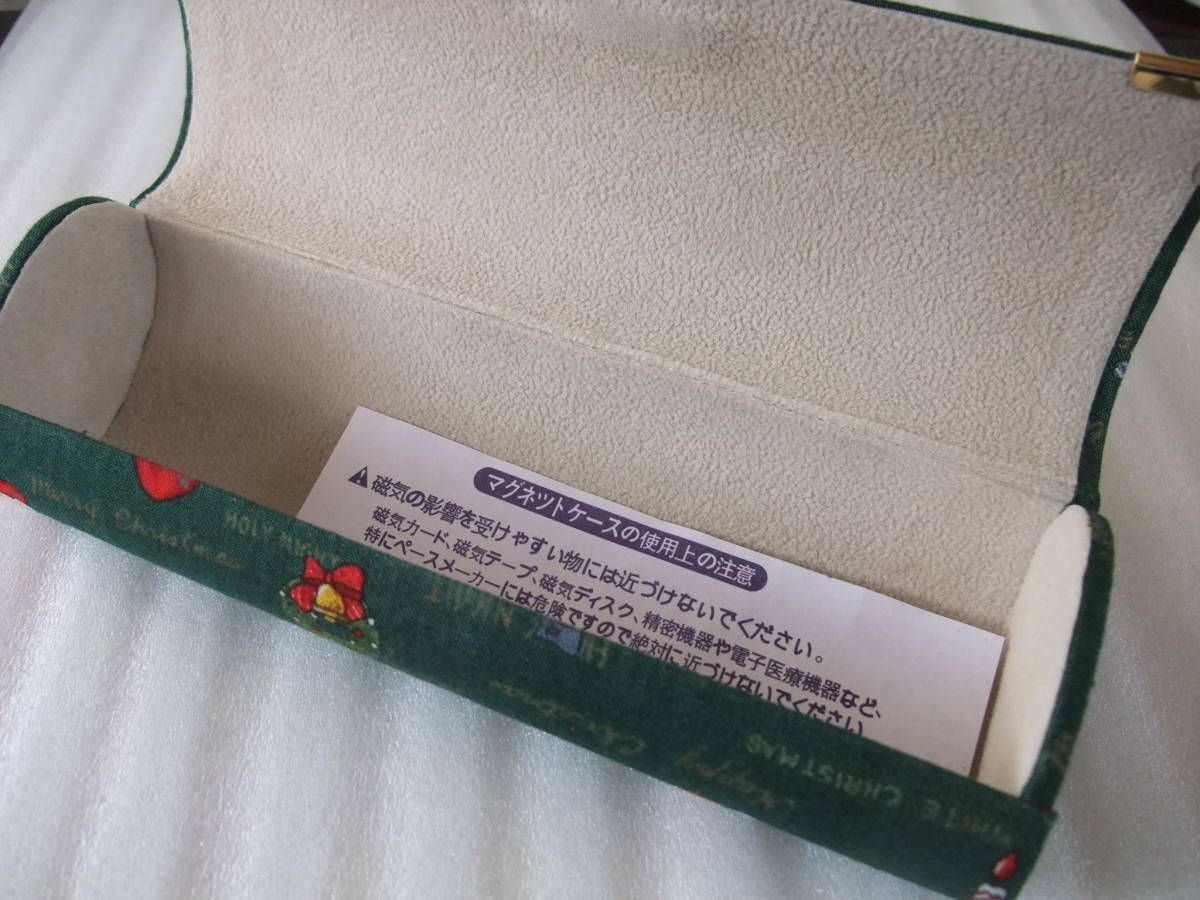 マグネットケースの使用上の注意
磁気の影響を受けやすい物には近づけないでください。
磁気カード、磁気テープ、磁気ディスク、精密機器や電子医療機器など、
特にペースメーカーには危険ですので絶対に近づけないでください
Merry Christmas
Happy Christmas
WHITE CHRISTMAS